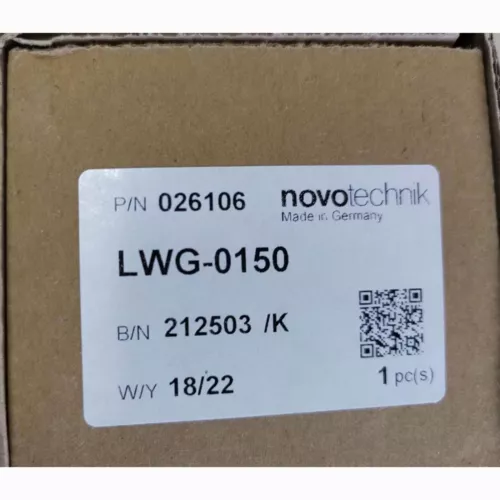 P/N 026106 novotechnik
Made in Germany
LWG-0150
B/N 212503 /K
W/Y 18/22
1 pc(s)